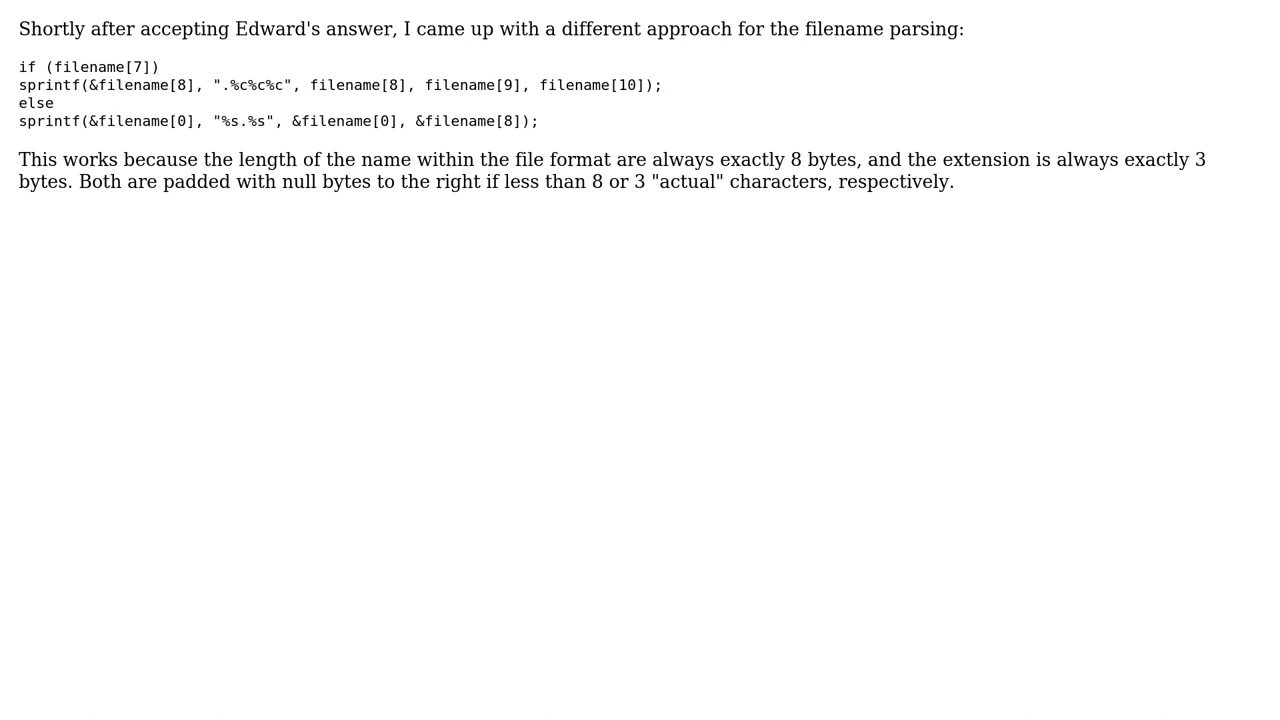 Shortly after accepting Edward's answer, I came up with a different approach for the filename parsing:
if (filename[7])
sprintf(&filename[8], ".%c%c%c", filename[8], filename[9], filename[10]);
else
sprintf(&filename[0], "%s.%s", &filename[0], &filename[8]);
This works because the length of the name within the file format are always exactly 8 bytes, and the extension is always exactly 3
bytes. Both are padded with null bytes to the right if less than 8 or 3 "actual" characters, respectively.